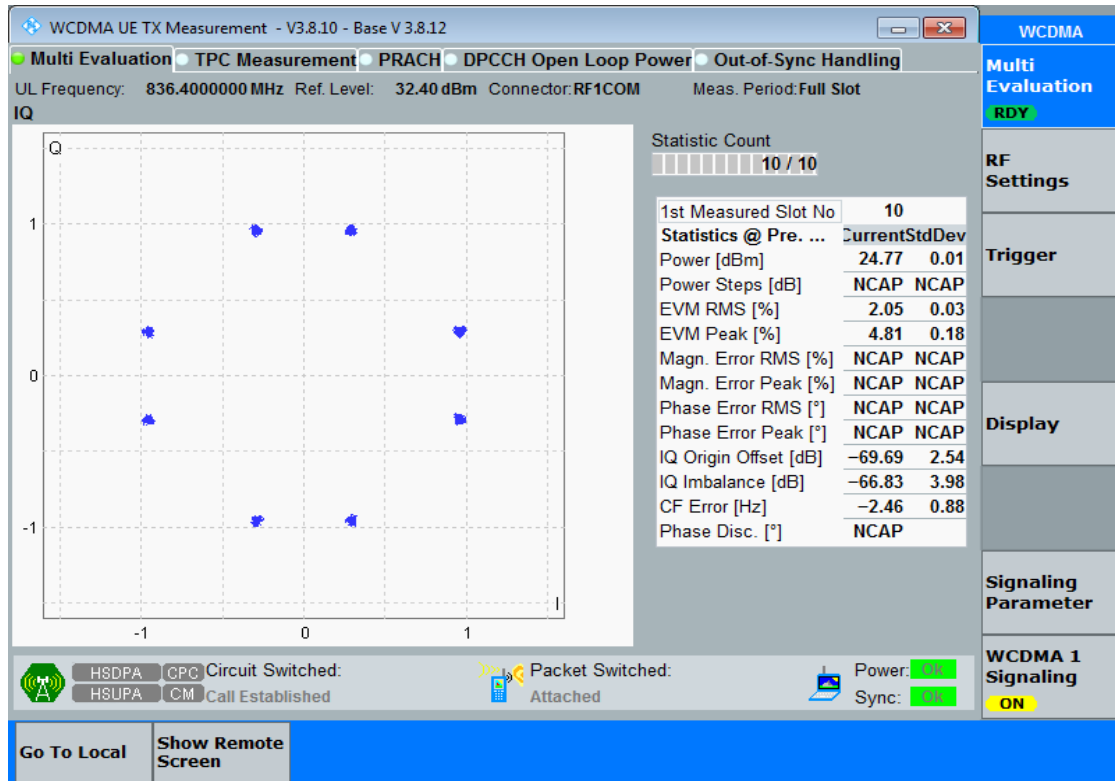 WCDMA UE TX Measurement - V3.8.10 - Base V 3.8.12
Multi Evaluation TPC Measurement PRACH DPCCH Open Loop Power Out-of-Sync Handling
UL Frequency: 836.4000000 MHz Ref. Level: 32.40 dBm Connector:RF1COM Meas. Period:Full Slot
IQ
Q
1
0
-1
I
-1 0 1
Statistic Count
10 / 10
1st Measured Slot No 10
Statistics @ Pre. ... Current StdDev
Power [dBm] 24.77 0.01
Power Steps [dB] NCAP NCAP
EVM RMS [%] 2.05 0.03
EVM Peak [%] 4.81 0.18
Magn. Error RMS [%] NCAP NCAP
Magn. Error Peak [%] NCAP NCAP
Phase Error RMS [°] NCAP NCAP
Phase Error Peak [°] NCAP NCAP
IQ Origin Offset [dB] −69.69 2.54
IQ Imbalance [dB] −66.83 3.98
CF Error [Hz] −2.46 0.88
Phase Disc. [°] NCAP
HSDPA CPC Circuit Switched: Packet Switched: Power: Ok
HSUPA CM Call Established Attached Sync: Ok
WCDMA
Multi
Evaluation
RDY
RF
Settings
Trigger
Display
Signaling
Parameter
WCDMA 1
Signaling
ON
Go To Local
Show Remote
Screen